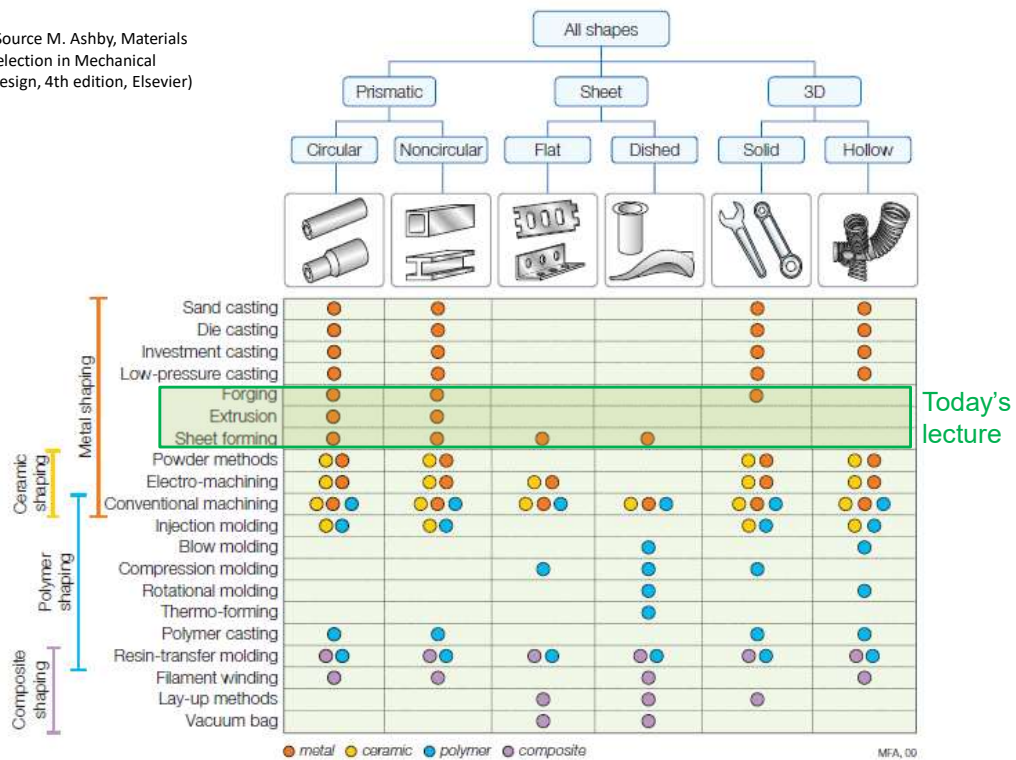 Source M. Ashby, Materials
election in Mechanical
esign, 4th edition, Elsevier)
All shapes
Prismatic
Sheet
3D
Circular
Noncircular
Flat
Dished
Solid
Hollow
Metal shaping
Ceramic
shaping
Polymer
shaping
Composite
shaping
Sand casting
Die casting
Investment casting
Low-pressure casting
Forging
Extrusion
Sheet forming
Powder methods
Electro-machining
Conventional machining
Injection molding
Blow molding
Compression molding
Rotational molding
Thermo-forming
Polymer casting
Resin-transfer molding
Filament winding
Lay-up methods
Vacuum bag
Today's
lecture
metal ceramic polymer composite
MFA, 00